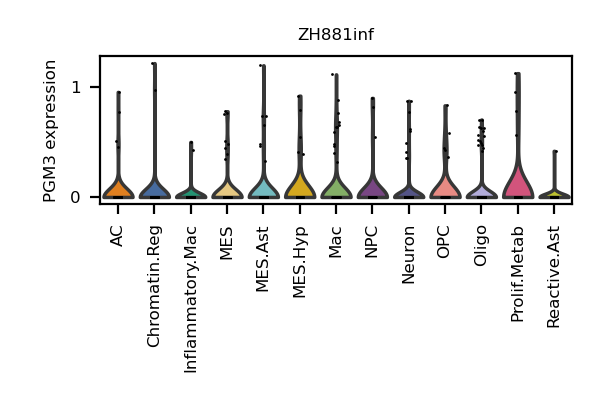 ZH881inf
PGM3 expression
1
0
AC
Chromatin.Reg
Inflammatory.Mac
MES
MES.Ast
MES.Hyp
Mac
NPC
Neuron
OPC
Oligo
Prolif.Metab
Reactive.Ast